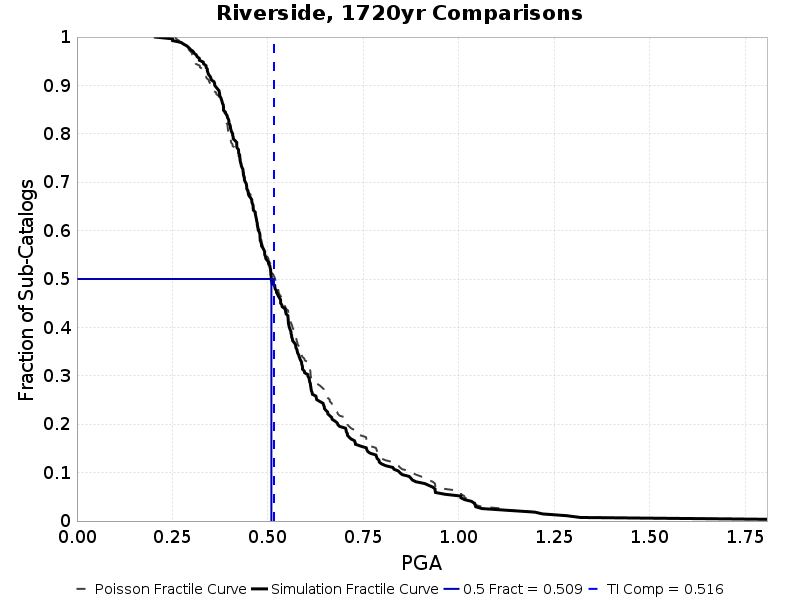 Riverside, 1720yr Comparisons
1
0.9
0.8
0.7
0.6
0.5
0.4
0.3
0.2
0.1
0
Fraction of Sub-Catalogs
0.00 0.25 0.50 0.75 1.00 1.25 1.50 1.75
PGA
Poisson Fractile Curve Simulation Fractile Curve 0.5 Fract = 0.509 TI Comp = 0.516